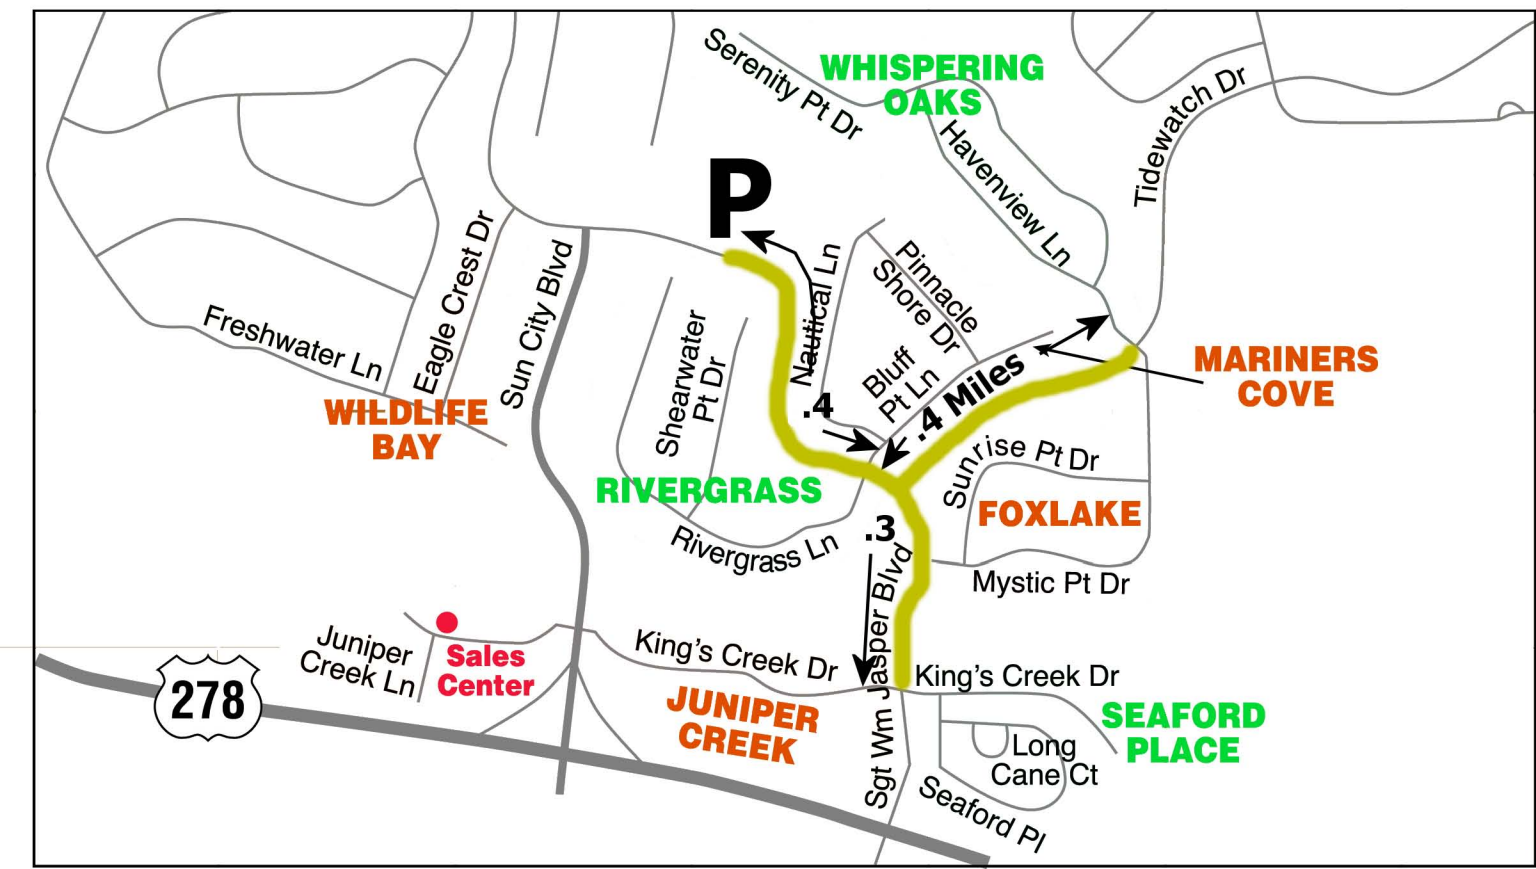 Serenity Pt Dr
WHISPERING
OAKS
Havenview Ln
Tidewatch Dr
P
Eagle Crest Dr
Sun City Blvd
Freshwater Ln
WILDLIFE
BAY
Shearwater
Pt Dr
Nautical Ln
Pinnacle
Shore Dr
Bluff
Pt Ln
.4
.4 Miles
MARINERS
COVE
Sunrise Pt Dr
FOXLAKE
RIVERGRASS
Rivergrass Ln
.3
Mystic Pt Dr
Sgt Wm Jasper Blvd
Juniper
Creek Ln
Sales
Center
King's Creek Dr
King's Creek Dr
278
JUNIPER
CREEK
SEAFORD
PLACE
Long
Cane Ct
Seaford Pl